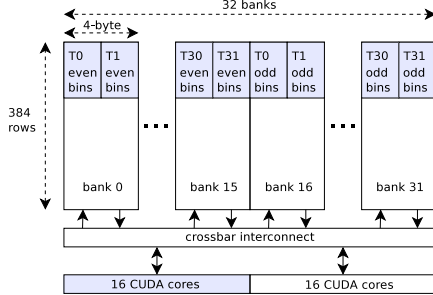 32 banks
4-byte
384
rows
T0
even
bins
T1
even
bins
T30
even
bins
T31
even
bins
T0
odd
bins
T1
odd
bins
T30
odd
bins
T31
odd
bins
bank 0
bank 15
bank 16
bank 31
crossbar interconnect
16 CUDA cores
16 CUDA cores